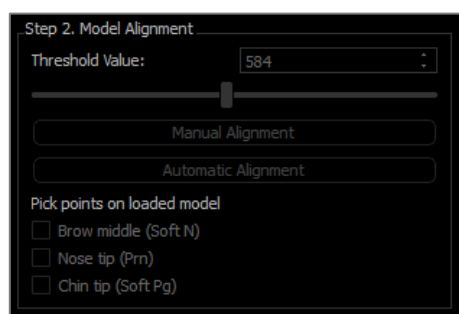 Step 2. Model Alignment
Threshold Value: 584
Manual Alignment
Automatic Alignment
Pick points on loaded model
Brow middle (Soft N)
Nose tip (Prn)
Chin tip (Soft Pg)